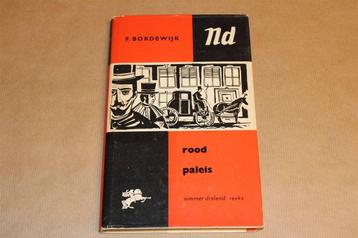 F. BORDEWIJK
nd
rood
paleis
nimmer dralend reeks